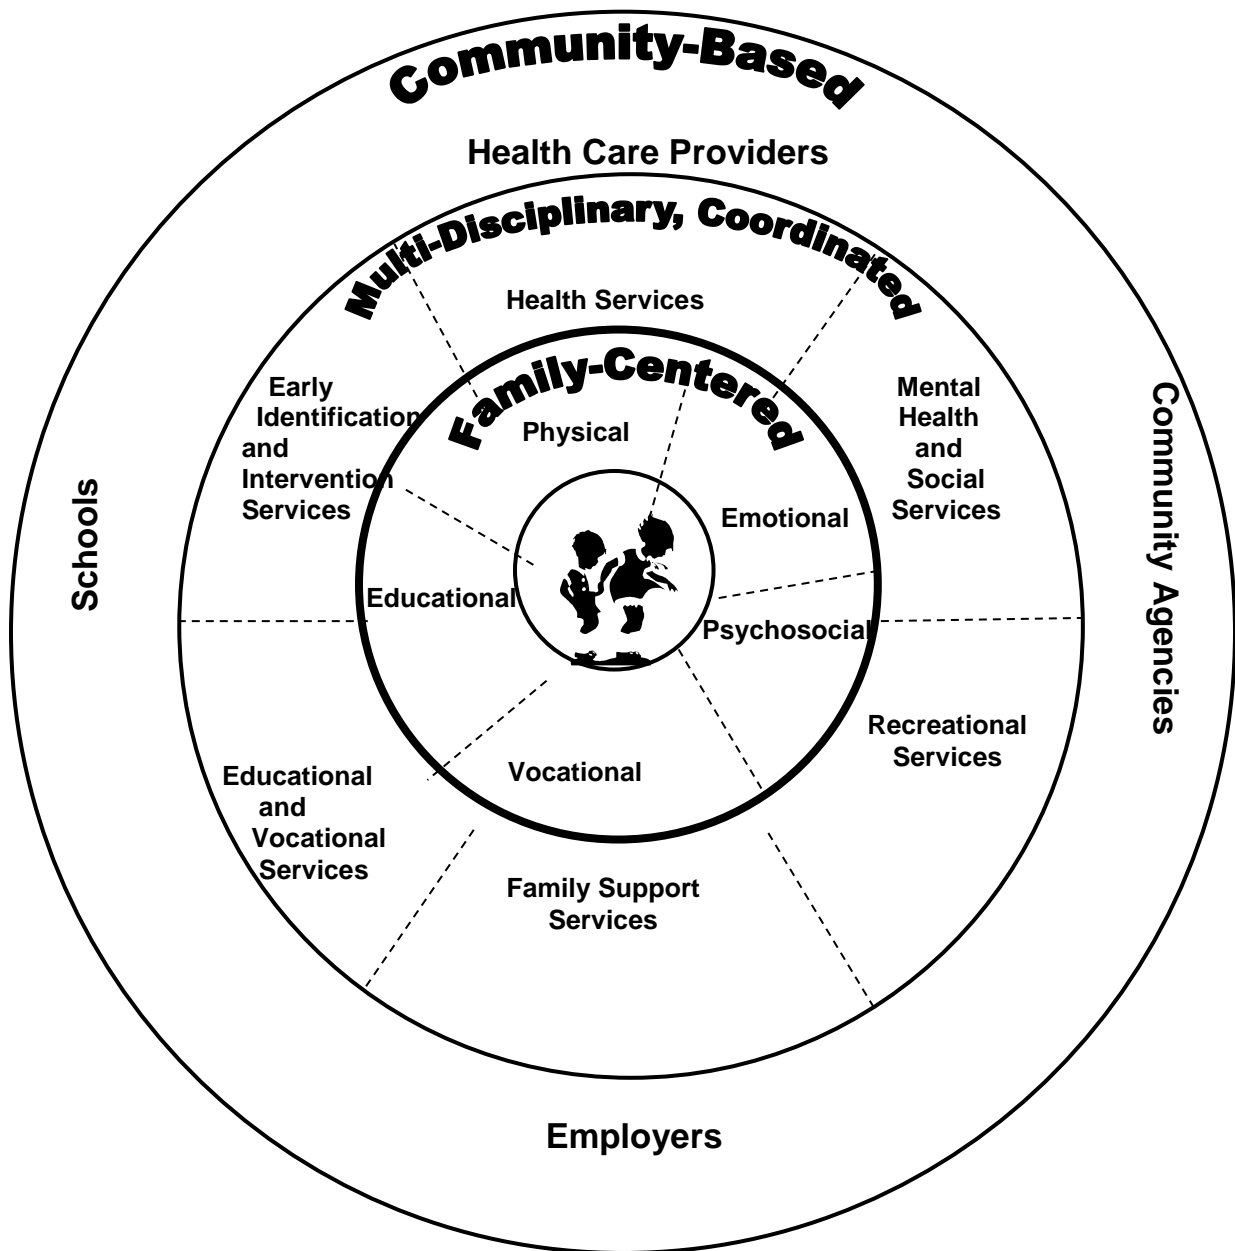 Community-Based
Health Care Providers
Multi-Disciplinary, Coordinated
Health Services
Family-Centered
Early
Identification
and
Intervention
Services
Mental
Health
and
Social
Services
Physical
Emotional
Schools
Community Agencies
Educational
Psychosocial
Recreational
Services
Educational
and
Vocational
Services
Vocational
Family Support
Services
Employers